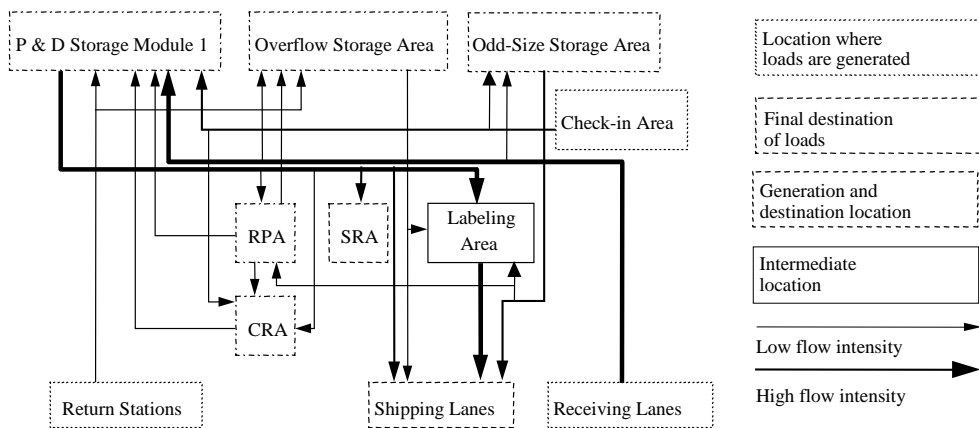 P & D Storage Module 1
Overflow Storage Area
Odd-Size Storage Area
Check-in Area
RPA
SRA
Labeling
Area
CRA
Return Stations
Shipping Lanes
Receiving Lanes
Location where
loads are generated
Final destination
of loads
Generation and
destination location
Intermediate
location
Low flow intensity
High flow intensity